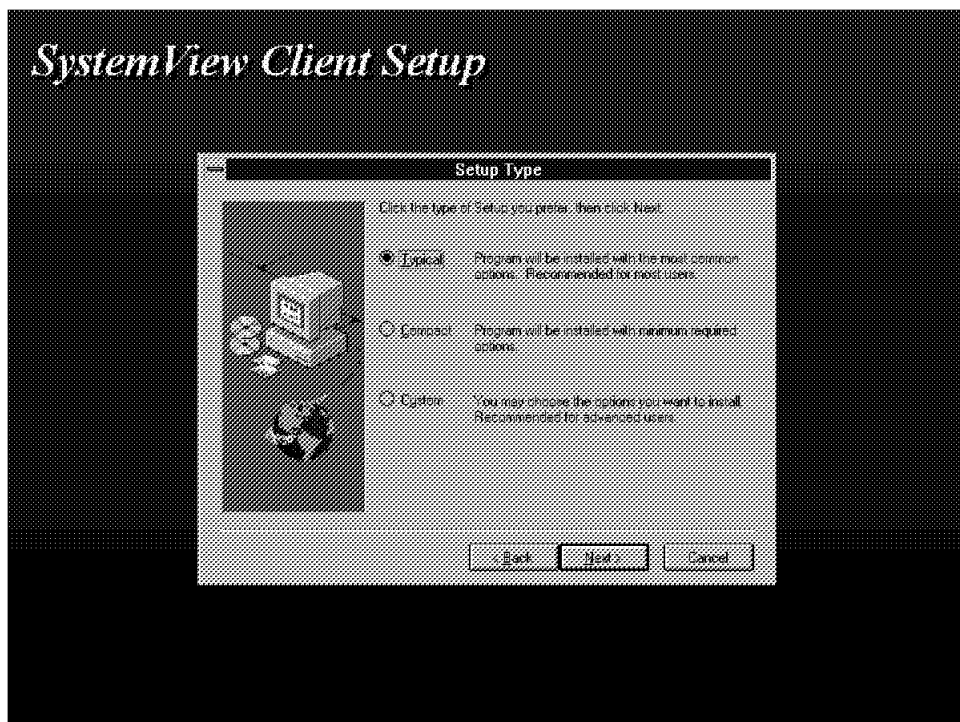 SystemView Client Setup
Setup Type
Click the type of Setup you prefer, then click Next.
Typical
Program will be installed with the most common
options. Recommended for most users.
Compact
Program will be installed with minimum required
options.
Custom
You may choose the options you want to install.
Recommended for advanced users.
< Back
Next >
Cancel